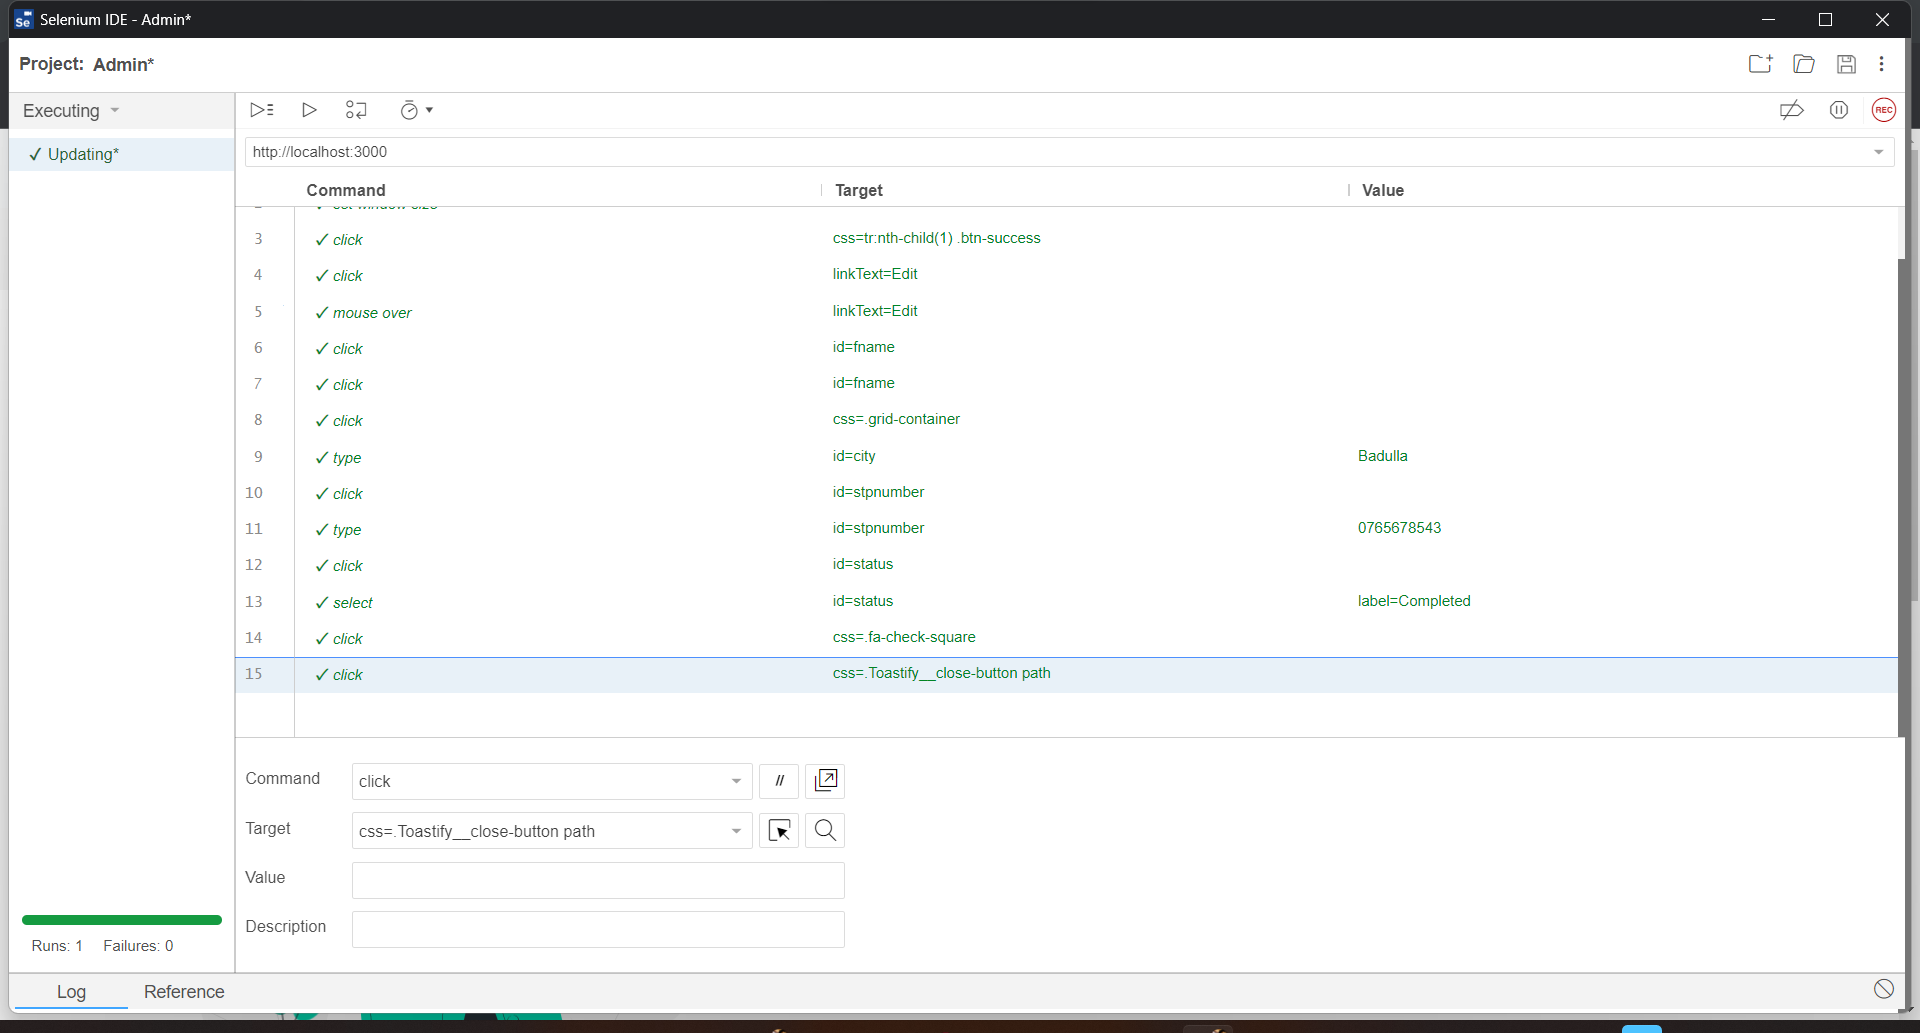 Selenium IDE - Admin*
Project: Admin*
Executing
REC
✓ Updating*
http://localhost:3000
Command Target Value
✓ set window size
3 ✓ click css=tr:nth-child(1) .btn-success
4 ✓ click linkText=Edit
5 ✓ mouse over linkText=Edit
6 ✓ click id=fname
7 ✓ click id=fname
8 ✓ click css=.grid-container
9 ✓ type id=city Badulla
10 ✓ click id=stpnumber
11 ✓ type id=stpnumber 0765678543
12 ✓ click id=status
13 ✓ select id=status label=Completed
14 ✓ click css=.fa-check-square
15 ✓ click css=.Toastify__close-button path
Command click //
Target css=.Toastify__close-button path
Value
Description
Runs: 1 Failures: 0
Log Reference